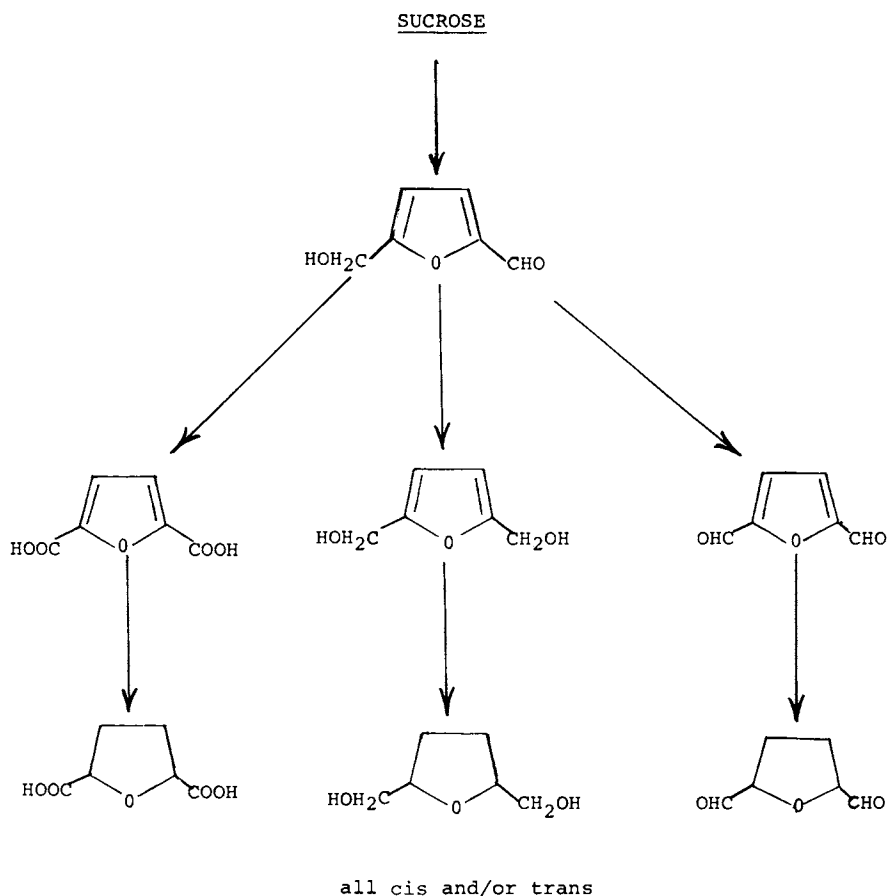 SUCROSE
HOH₂C O CHO
HOOC O COOH
HOH₂C O CH₂OH
OHC O CHO
HOOC O COOH
HOH₂C O CH₂OH
OHC O CHO
all cis and/or trans